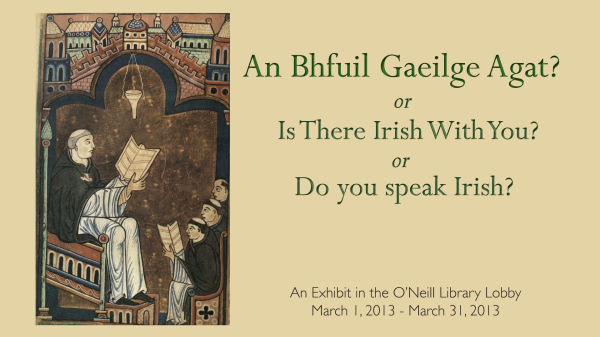 An Bhfuil Gaeilge Agat?
or
Is There Irish With You?
or
Do you speak Irish?
An Exhibit in the O'Neill Library Lobby
March 1, 2013 - March 31, 2013